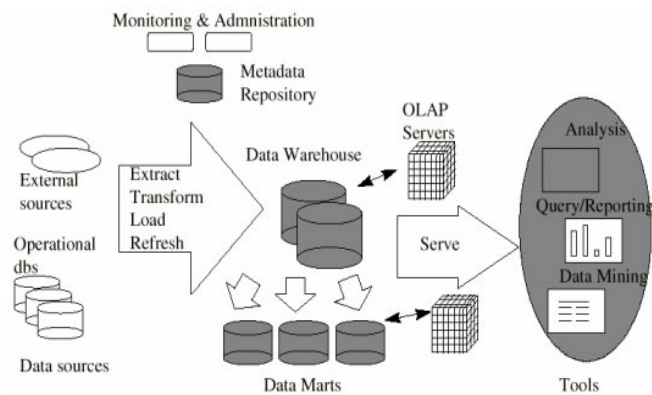 Monitoring & Admnistration
Metadata
Repository
OLAP
Servers
Analysis
Data Warehouse
External
sources
Extract
Transform
Load
Refresh
Query/Reporting
Operational
dbs
Serve
Data Mining
Data sources
Data Marts
Tools